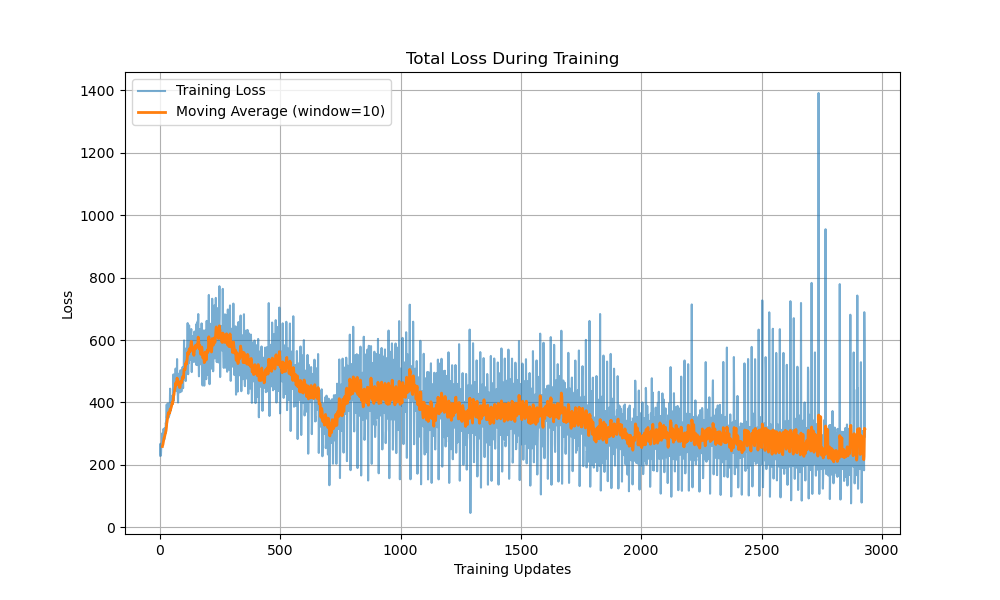 Total Loss During Training
Training Loss
Moving Average (window=10)
1400
1200
1000
800
600
400
200
0
Loss
0 500 1000 1500 2000 2500 3000
Training Updates